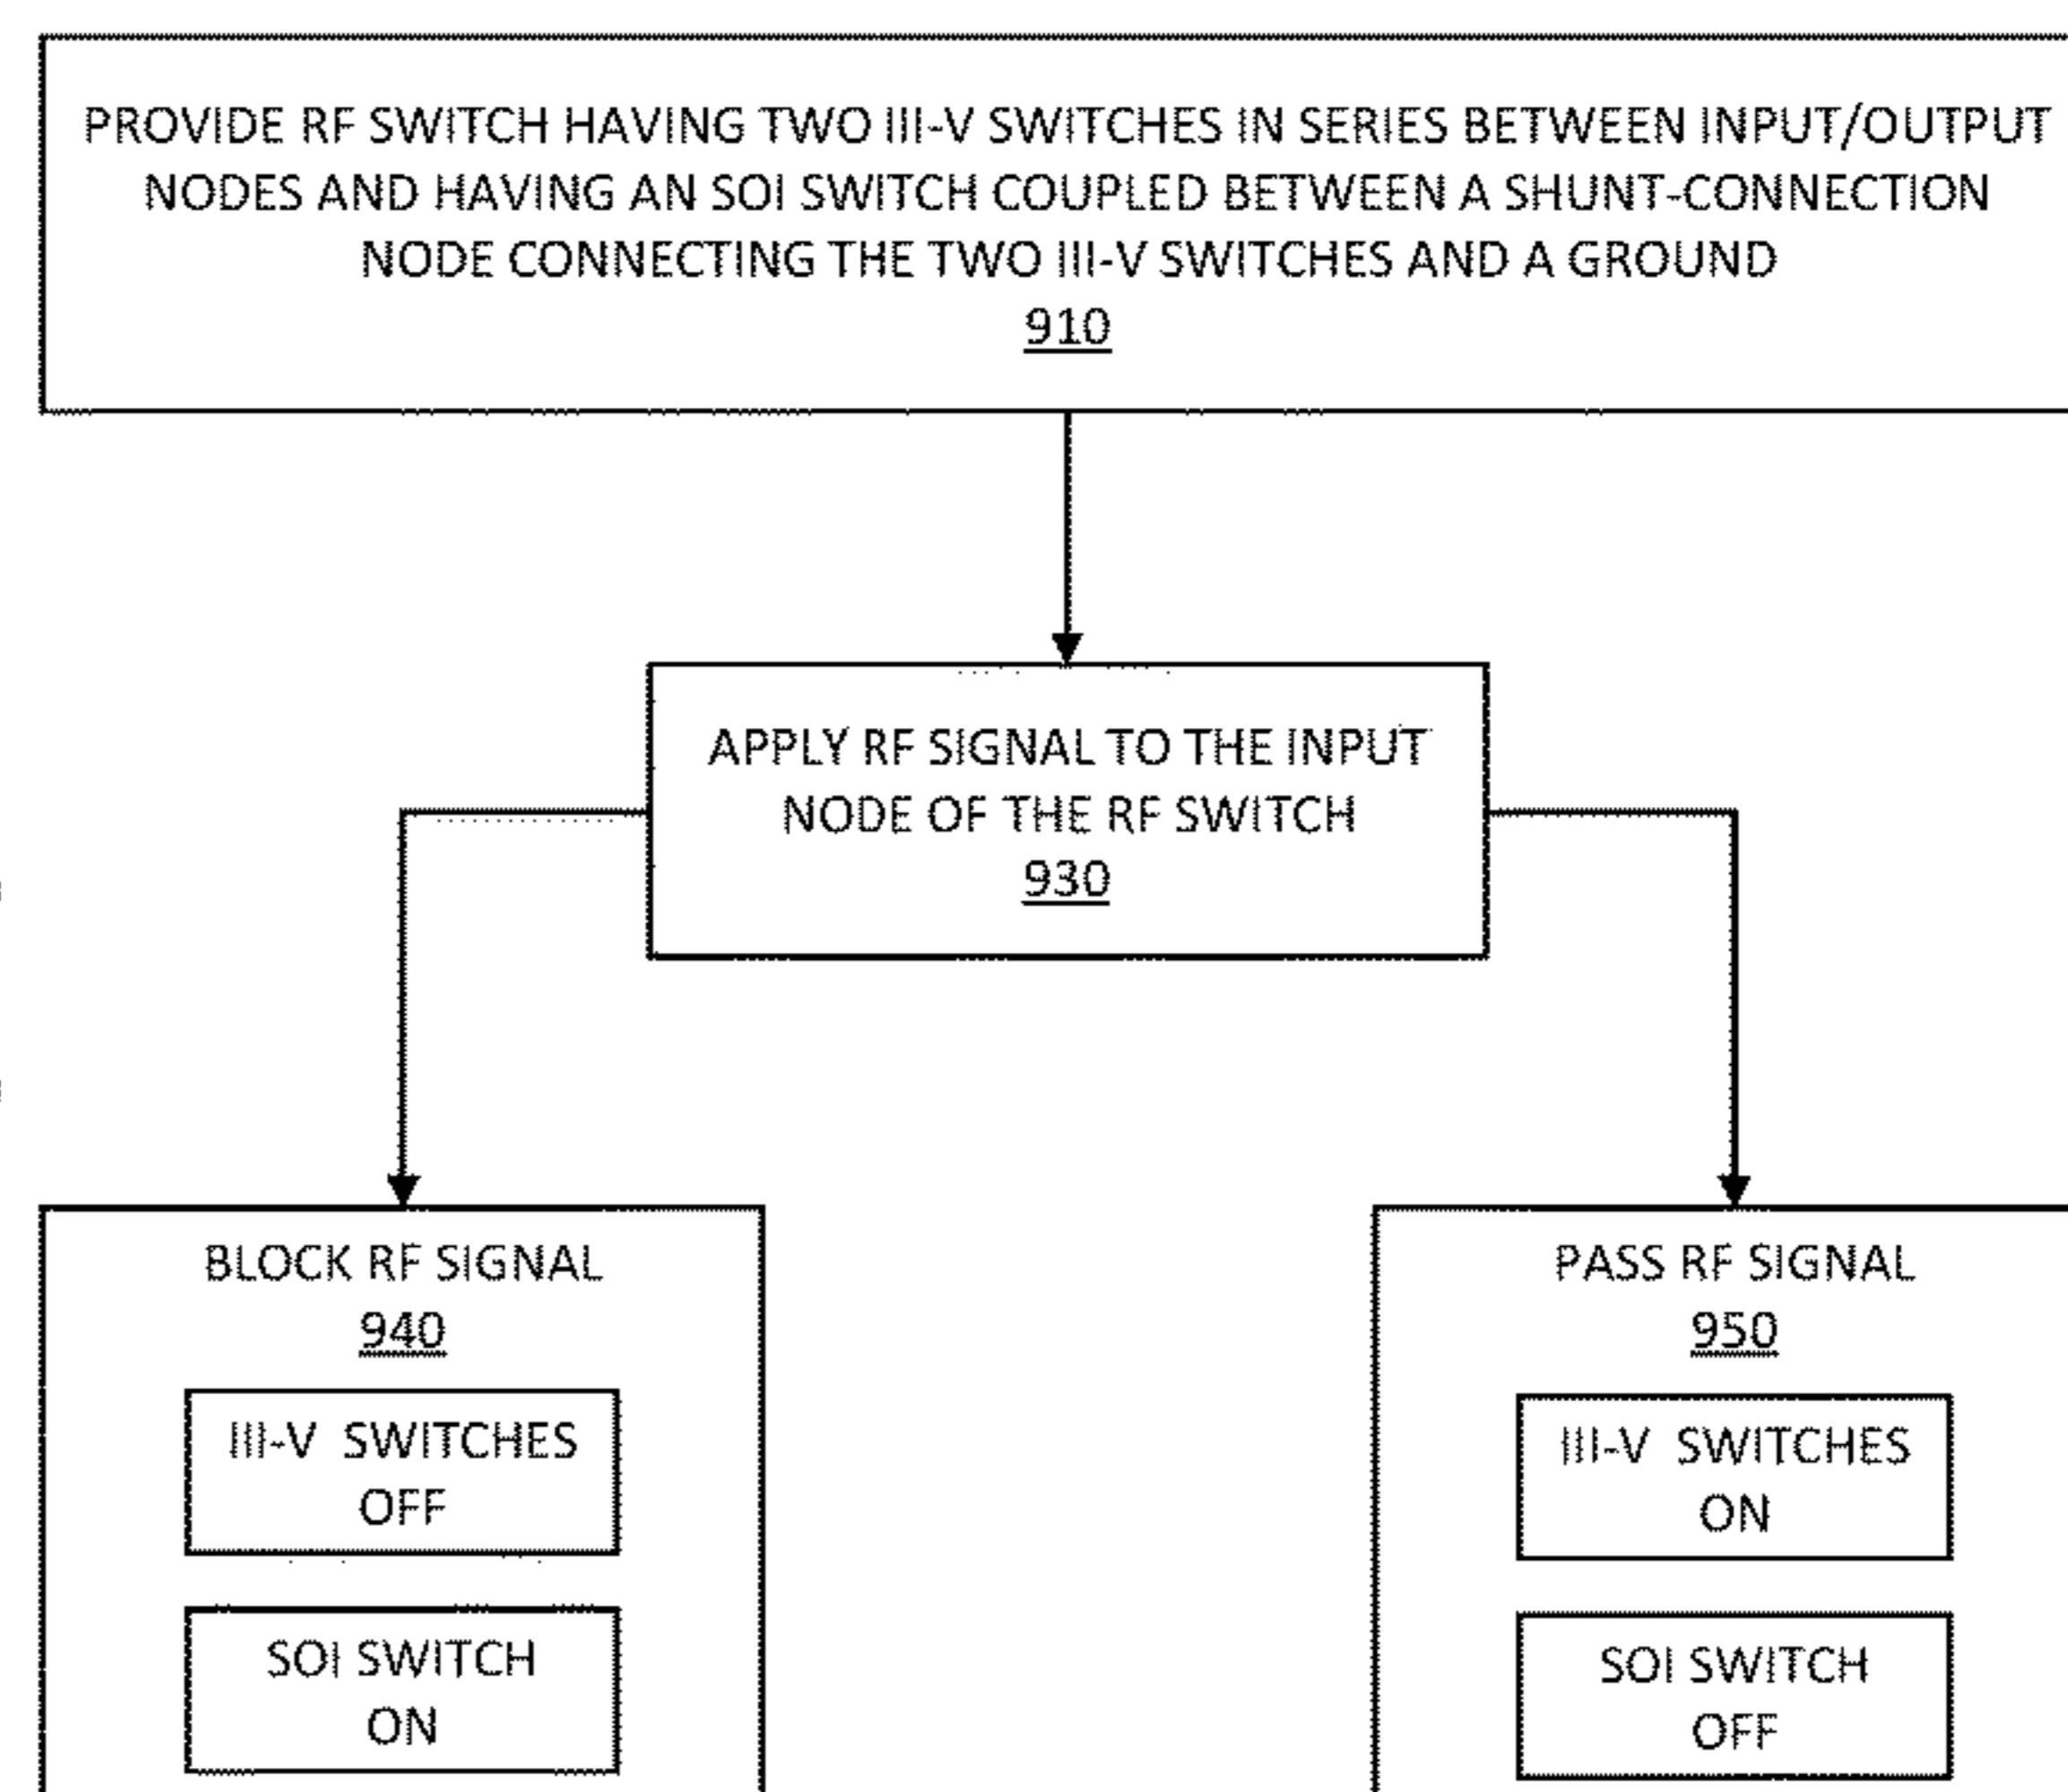 PROVIDE RF SWITCH HAVING TWO III-V SWITCHES IN SERIES BETWEEN INPUT/OUTPUT
NODES AND HAVING AN SOI SWITCH COUPLED BETWEEN A SHUNT-CONNECTION
NODE CONNECTING THE TWO III-V SWITCHES AND A GROUND
910
APPLY RF SIGNAL TO THE INPUT
NODE OF THE RF SWITCH
930
BLOCK RF SIGNAL
940
III-V SWITCHES
OFF
SOI SWITCH
ON
PASS RF SIGNAL
950
III-V SWITCHES
ON
SOI SWITCH
OFF